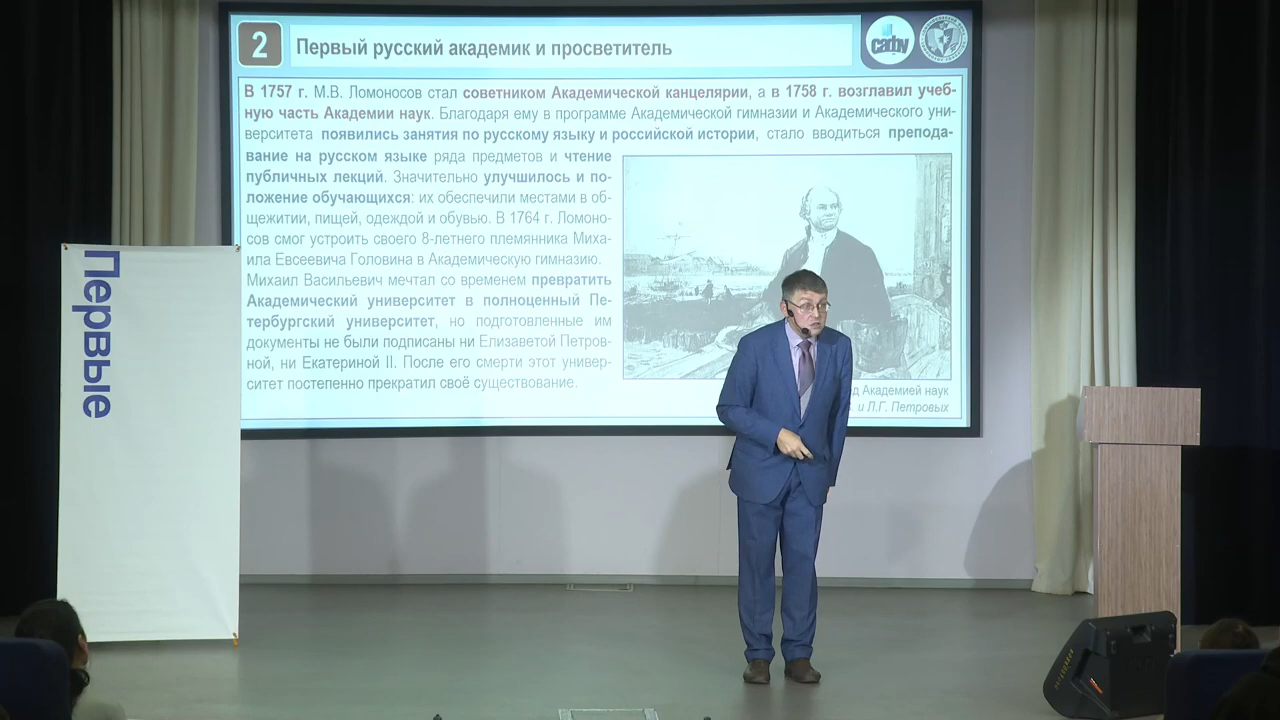 2
Первый русский академик и просветитель
сафу
В 1757 г. М.В. Ломоносов стал советником Академической канцелярии, а в 1758 г. возглавил учеб-
ную часть Академии наук. Благодаря ему в программе Академической гимназии и Академического уни-
верситета появились занятия по русскому языку и российской истории, стало вводиться препода-
вание на русском языке ряда предметов и чтение
публичных лекций. Значительно улучшилось и по-
ложение обучающихся: их обеспечили местами в об-
щежитии, пищей, одеждой и обувью. В 1764 г. Ломоно-
сов смог устроить своего 8-летнего племянника Миха-
ила Евсеевича Головина в Академическую гимназию.
Михаил Васильевич мечтал со временем превратить
Академический университет в полноценный Пе-
тербургский университет, но подготовленные им
документы не были подписаны ни Елизаветой Петров-
ной, ни Екатериной II. После его смерти этот универ-
ситет постепенно прекратил своё существование.
Академией наук
и Л.Г. Петровых
Первые